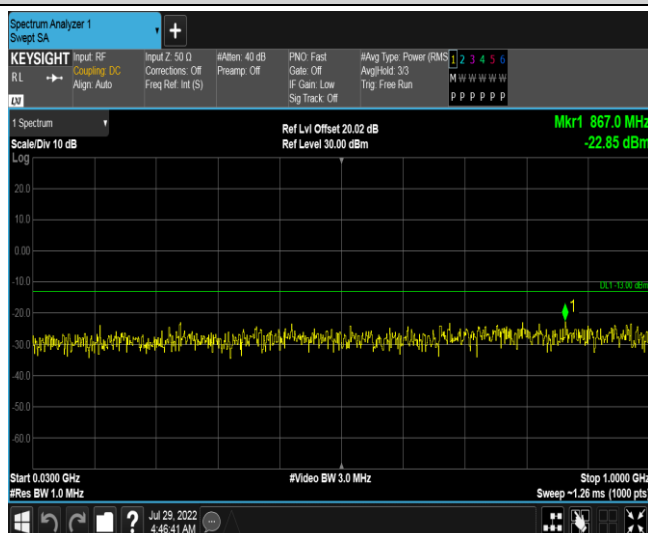 Spectrum Analyzer 1
Swept SA
+
KEYSIGHT Input: RF Input Z: 50 Ω #Atten: 40 dB PNO: Fast #Avg Type: Power (RMS 1 2 3 4 5 6
RL Coupling: DC Corrections: Off Preamp: Off Gate: Off Avg|Hold: 3/3 M W W W W W
Align: Auto Freq Ref: Int (S) IF Gain: Low Trig: Free Run
LXI Sig Track: Off P P P P P P
1 Spectrum Ref Lvl Offset 20.02 dB Mkr1 867.0 MHz
Scale/Div 10 dB Ref Level 30.00 dBm -22.85 dBm
Log
20.0
10.0
0.00
-10.0
DL1 -13.00 dBm
1
-20.0
-30.0
-40.0
-50.0
-60.0
Start 0.0300 GHz #Video BW 3.0 MHz Stop 1.0000 GHz
#Res BW 1.0 MHz Sweep ~1.26 ms (1000 pts)
? Jul 29, 2022
4:46:41 AM